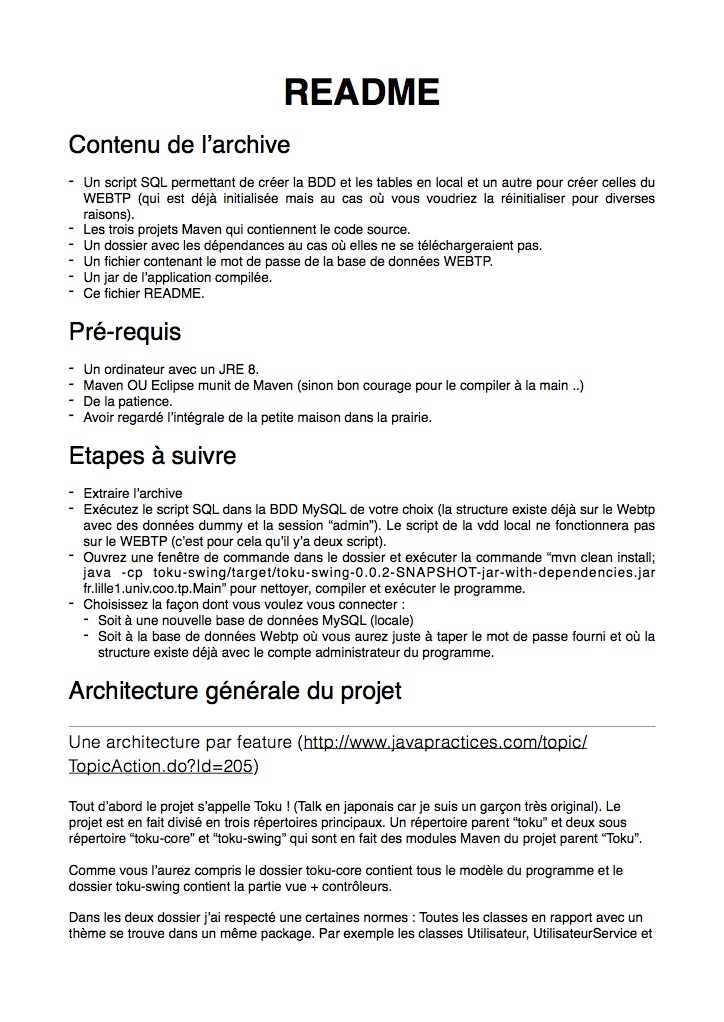 README
Contenu de l'archive
- Un script SQL permettant de créer la BDD et les tables en local et un autre pour créer celles du
WEBTP (qui est déjà initialisée mais au cas où vous voudriez la réinitialiser pour diverses
raisons).
- Les trois projets Maven qui contiennent le code source.
- Un dossier avec les dépendances au cas où elles ne se téléchargeraient pas.
- Un fichier contenant le mot de passe de la base de données WEBTP.
- Un jar de l'application compilée.
- Ce fichier README.
Pré-requis
- Un ordinateur avec un JRE 8.
- Maven OU Eclipse munit de Maven (sinon bon courage pour le compiler à la main ..)
- De la patience.
- Avoir regardé l'intégrale de la petite maison dans la prairie.
Etapes à suivre
- Extraire l'archive
- Exécutez le script SQL dans la BDD MySQL de votre choix (la structure existe déjà sur le Webtp
avec des données dummy et la session “admin”). Le script de la vdd local ne fonctionnera pas
sur le WEBTP (c'est pour cela qu'il y'a deux script).
- Ouvrez une fenêtre de commande dans le dossier et exécuter la commande “mvn clean install;
java -cp toku-swing/target/toku-swing-0.0.2-SNAPSHOT-jar-with-dependencies.jar
fr.lille1.univ.coo.tp.Main” pour nettoyer, compiler et exécuter le programme.
- Choisissez la façon dont vous voulez vous connecter :
- Soit à une nouvelle base de données MySQL (locale)
- Soit à la base de données Webtp où vous aurez juste à taper le mot de passe fourni et où la
structure existe déjà avec le compte administrateur du programme.
Architecture générale du projet
Une architecture par feature (http://www.javapractices.com/topic/
TopicAction.do?Id=205)
Tout d'abord le projet s'appelle Toku ! (Talk en japonais car je suis un garçon très original). Le
projet est en fait divisé en trois répertoires principaux. Un répertoire parent “toku” et deux sous
répertoire “toku-core” et “toku-swing” qui sont en fait des modules Maven du projet parent “Toku”.
Comme vous l'aurez compris le dossier toku-core contient tous le modèle du programme et le
dossier toku-swing contient la partie vue + contrôleurs.
Dans les deux dossier j'ai respecté une certaines normes : Toutes les classes en rapport avec un
thème se trouve dans un même package. Par exemple les classes Utilisateur, UtilisateurService et